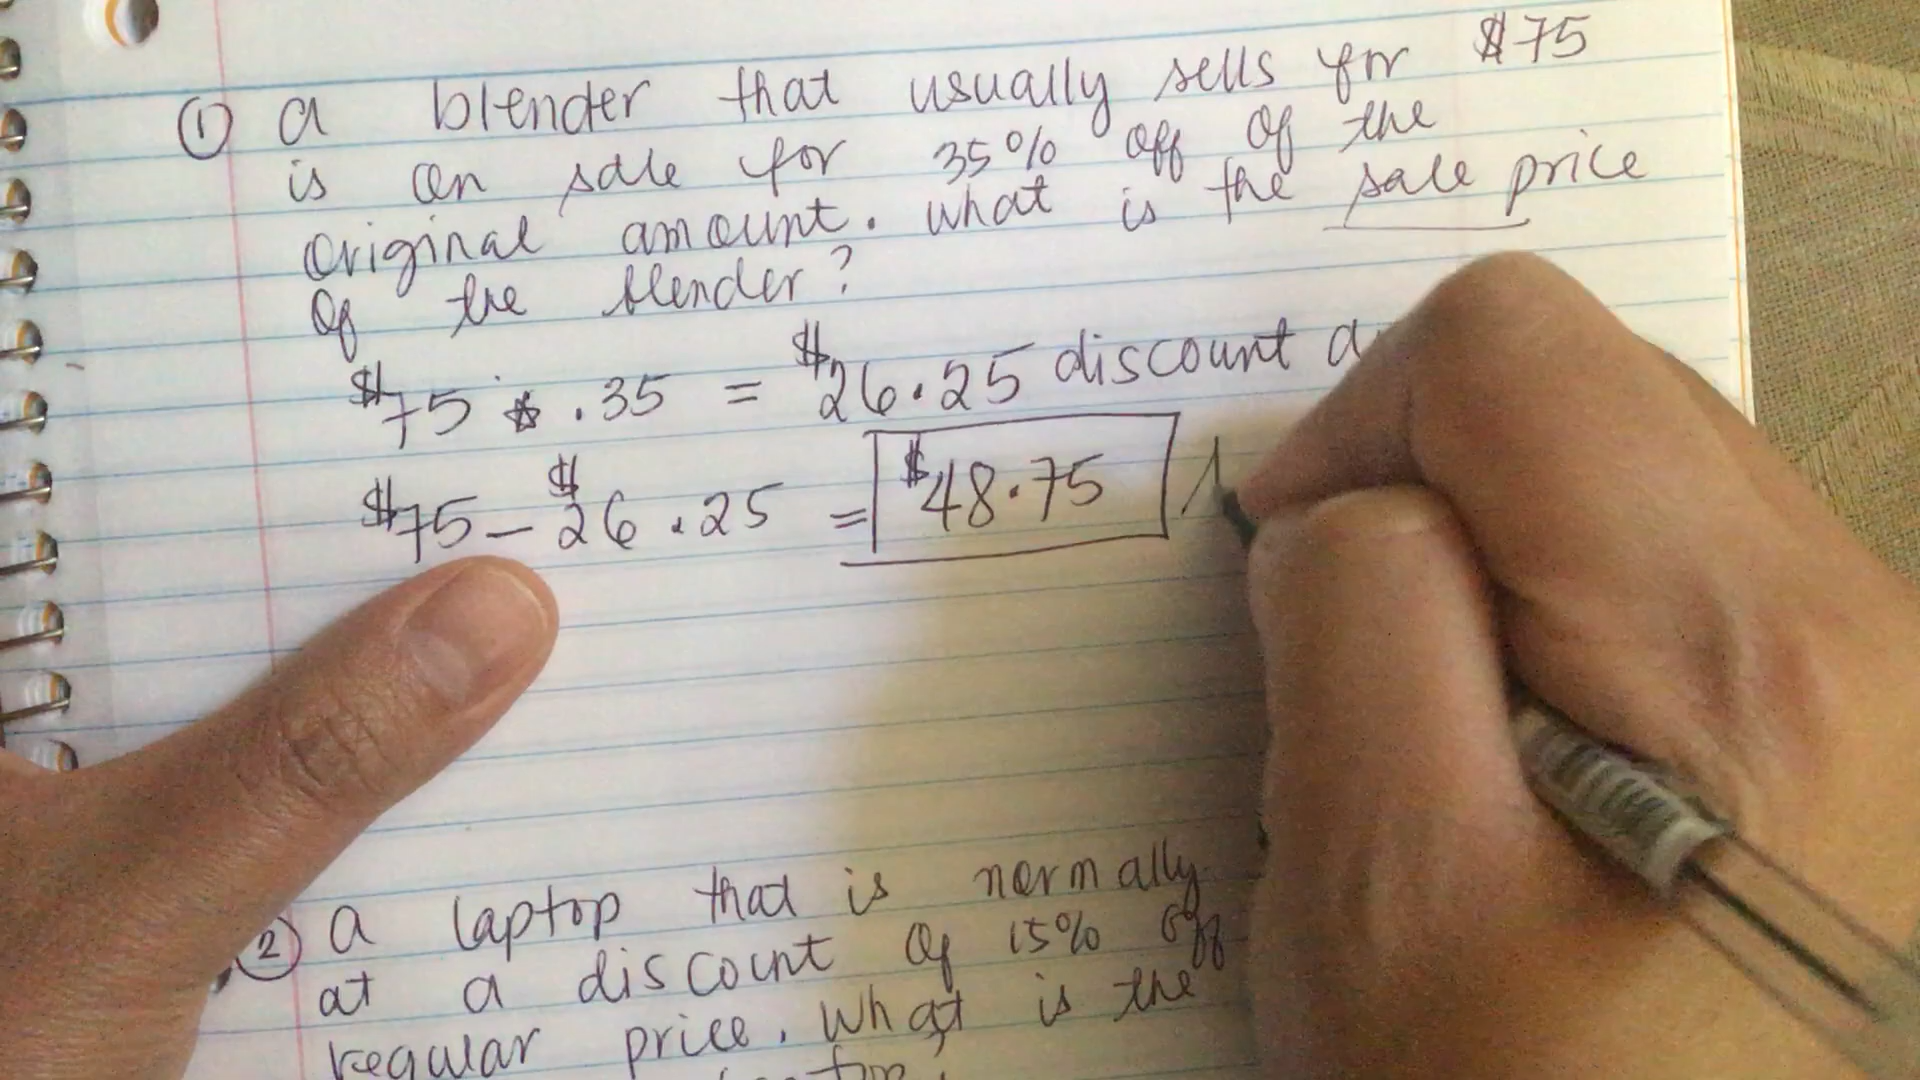 ① a blender that usually sells for $75
is on sale for 35% off of the
original amount. what is the sale price
of the blender?
$75 * .35 = $26.25 discount
$75 - $26.25 = $48.75
② a laptop that is normally
at a discount of 15% off
regular price. What is the